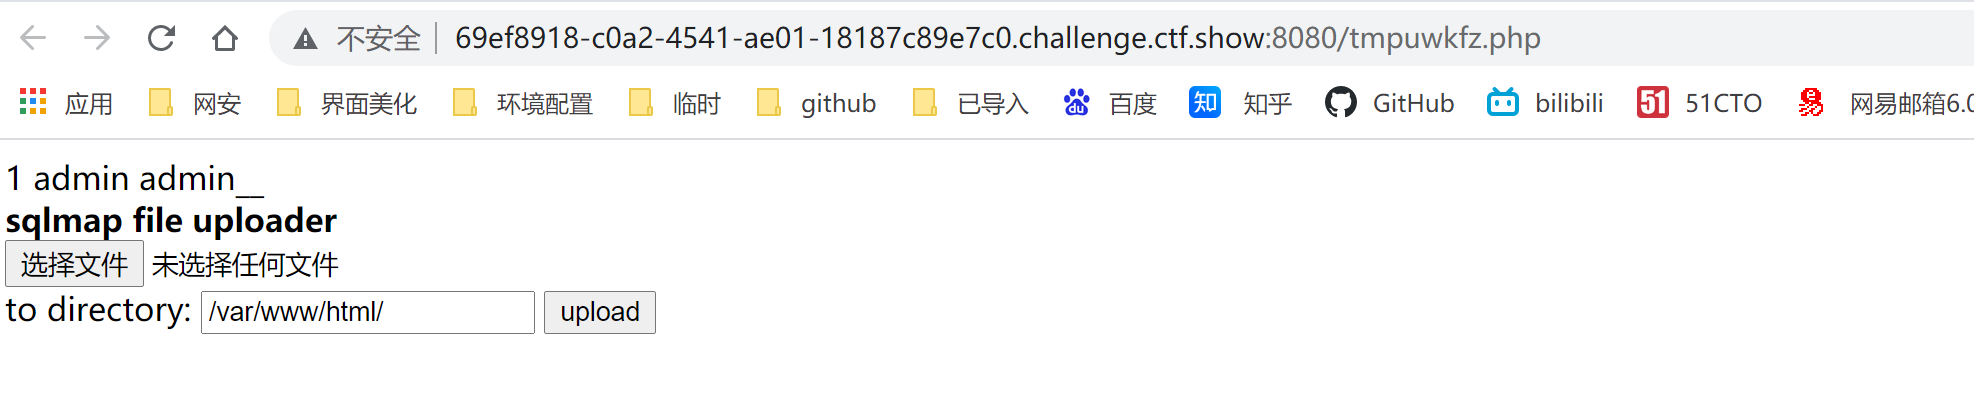 不安全 69ef8918-c0a2-4541-ae01-18187c89e7c0.challenge.ctf.show:8080/tmpuwkfz.php
应用 网安 界面美化 环境配置 临时 github 已导入 百度 知 知乎 GitHub bilibili 51 51CTO 易 网易邮箱6.0
1 admin admin__
sqlmap file uploader
选择文件 未选择任何文件
to directory: /var/www/html/ upload